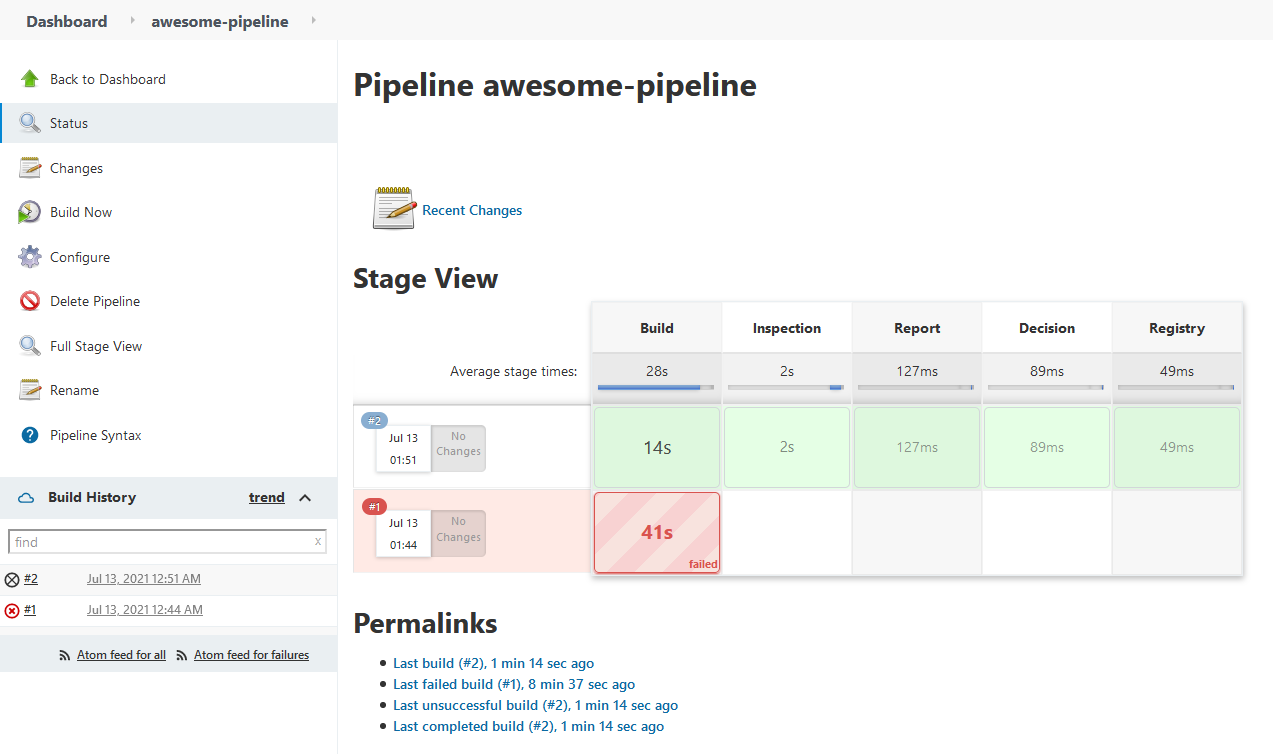 Dashboard awesome-pipeline
Back to Dashboard
Status
Changes
Build Now
Configure
Delete Pipeline
Full Stage View
Rename
? Pipeline Syntax
Build History trend
find x
#2 Jul 13, 2021 12:51 AM
#1 Jul 13, 2021 12:44 AM
Atom feed for all Atom feed for failures
Pipeline awesome-pipeline
Recent Changes
Stage View
Build Inspection Report Decision Registry
Average stage times: 28s 2s 127ms 89ms 49ms
#2
Jul 13
01:51
No
Changes
14s 2s 127ms 89ms 49ms
#1
Jul 13
01:44
No
Changes
41s
failed
Permalinks
Last build (#2), 1 min 14 sec ago
Last failed build (#1), 8 min 37 sec ago
Last unsuccessful build (#2), 1 min 14 sec ago
Last completed build (#2), 1 min 14 sec ago